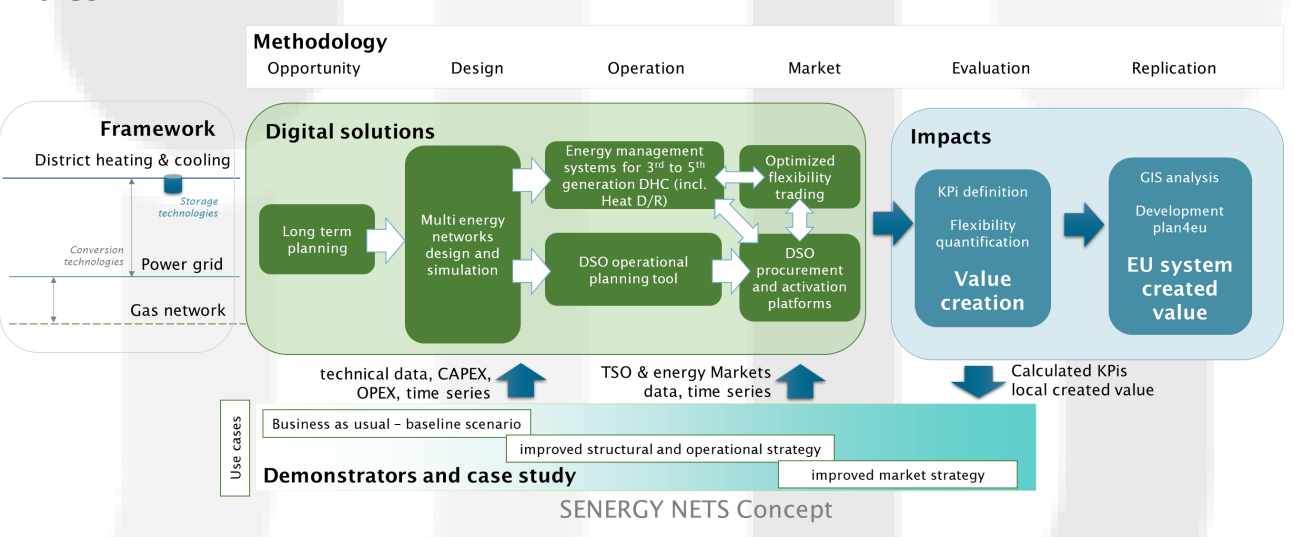 Methodology
Opportunity
Design
Operation
Market
Evaluation
Replication
Framework
District heating & cooling
Storage
technologies
Conversion
technologies
Power grid
Gas network
Digital solutions
Long term
planning
Multi energy
networks
design and
simulation
Energy management
systems for 3rd to 5th
generation DHC (incl.
Heat D/R)
DSO operational
planning tool
Optimized
flexibility
trading
DSO
procurement
and activation
platforms
Impacts
KPi definition
Flexibility
quantification
Value
creation
GIS analysis
Development
plan4eu
EU system
created
value
technical data, CAPEX,
OPEX, time series
TSO & energy Markets
data, time series
Calculated KPis
local created value
Use cases
Business as usual – baseline scenario
improved structural and operational strategy
improved market strategy
Demonstrators and case study
SENERGY NETS Concept